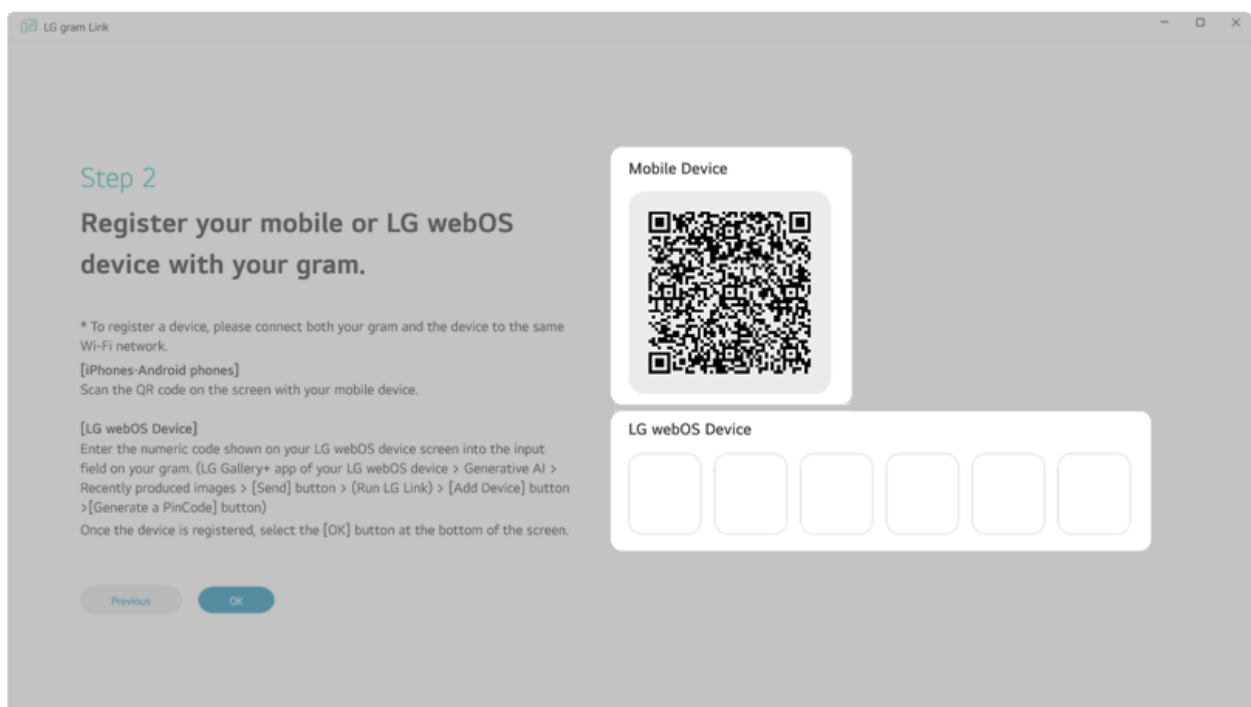 LG gram Link
Step 2
Register your mobile or LG webOS
device with your gram.
* To register a device, please connect both your gram and the device to the same
Wi-Fi network.
[iPhones·Android phones]
Scan the QR code on the screen with your mobile device.
[LG webOS Device]
Enter the numeric code shown on your LG webOS device screen into the input
field on your gram. (LG Gallery+ app of your LG webOS device > Generative AI >
Recently produced images > [Send] button > (Run LG Link) > [Add Device] button
>[Generate a PinCode] button)
Once the device is registered, select the [OK] button at the bottom of the screen.
Previous
OK
Mobile Device
LG webOS Device